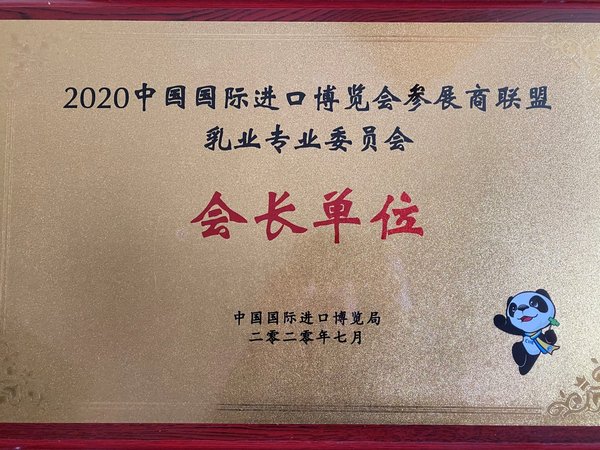 2020中国国际进口博览会参展商联盟
乳业专业委员会
会长单位
中国国际进口博览局
二零二零年七月